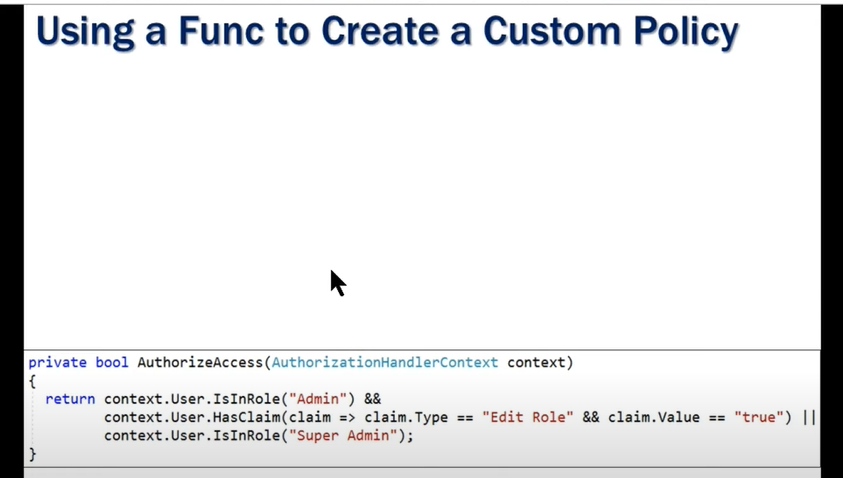 Using a Func to Create a Custom Policy
private bool AuthorizeAccess(AuthorizationHandlerContext context)
{
return context.User.IsInRole("Admin") &&
context.User.HasClaim(claim => claim.Type == "Edit Role" && claim.Value == "true") ||
context.User.IsInRole("Super Admin");
}